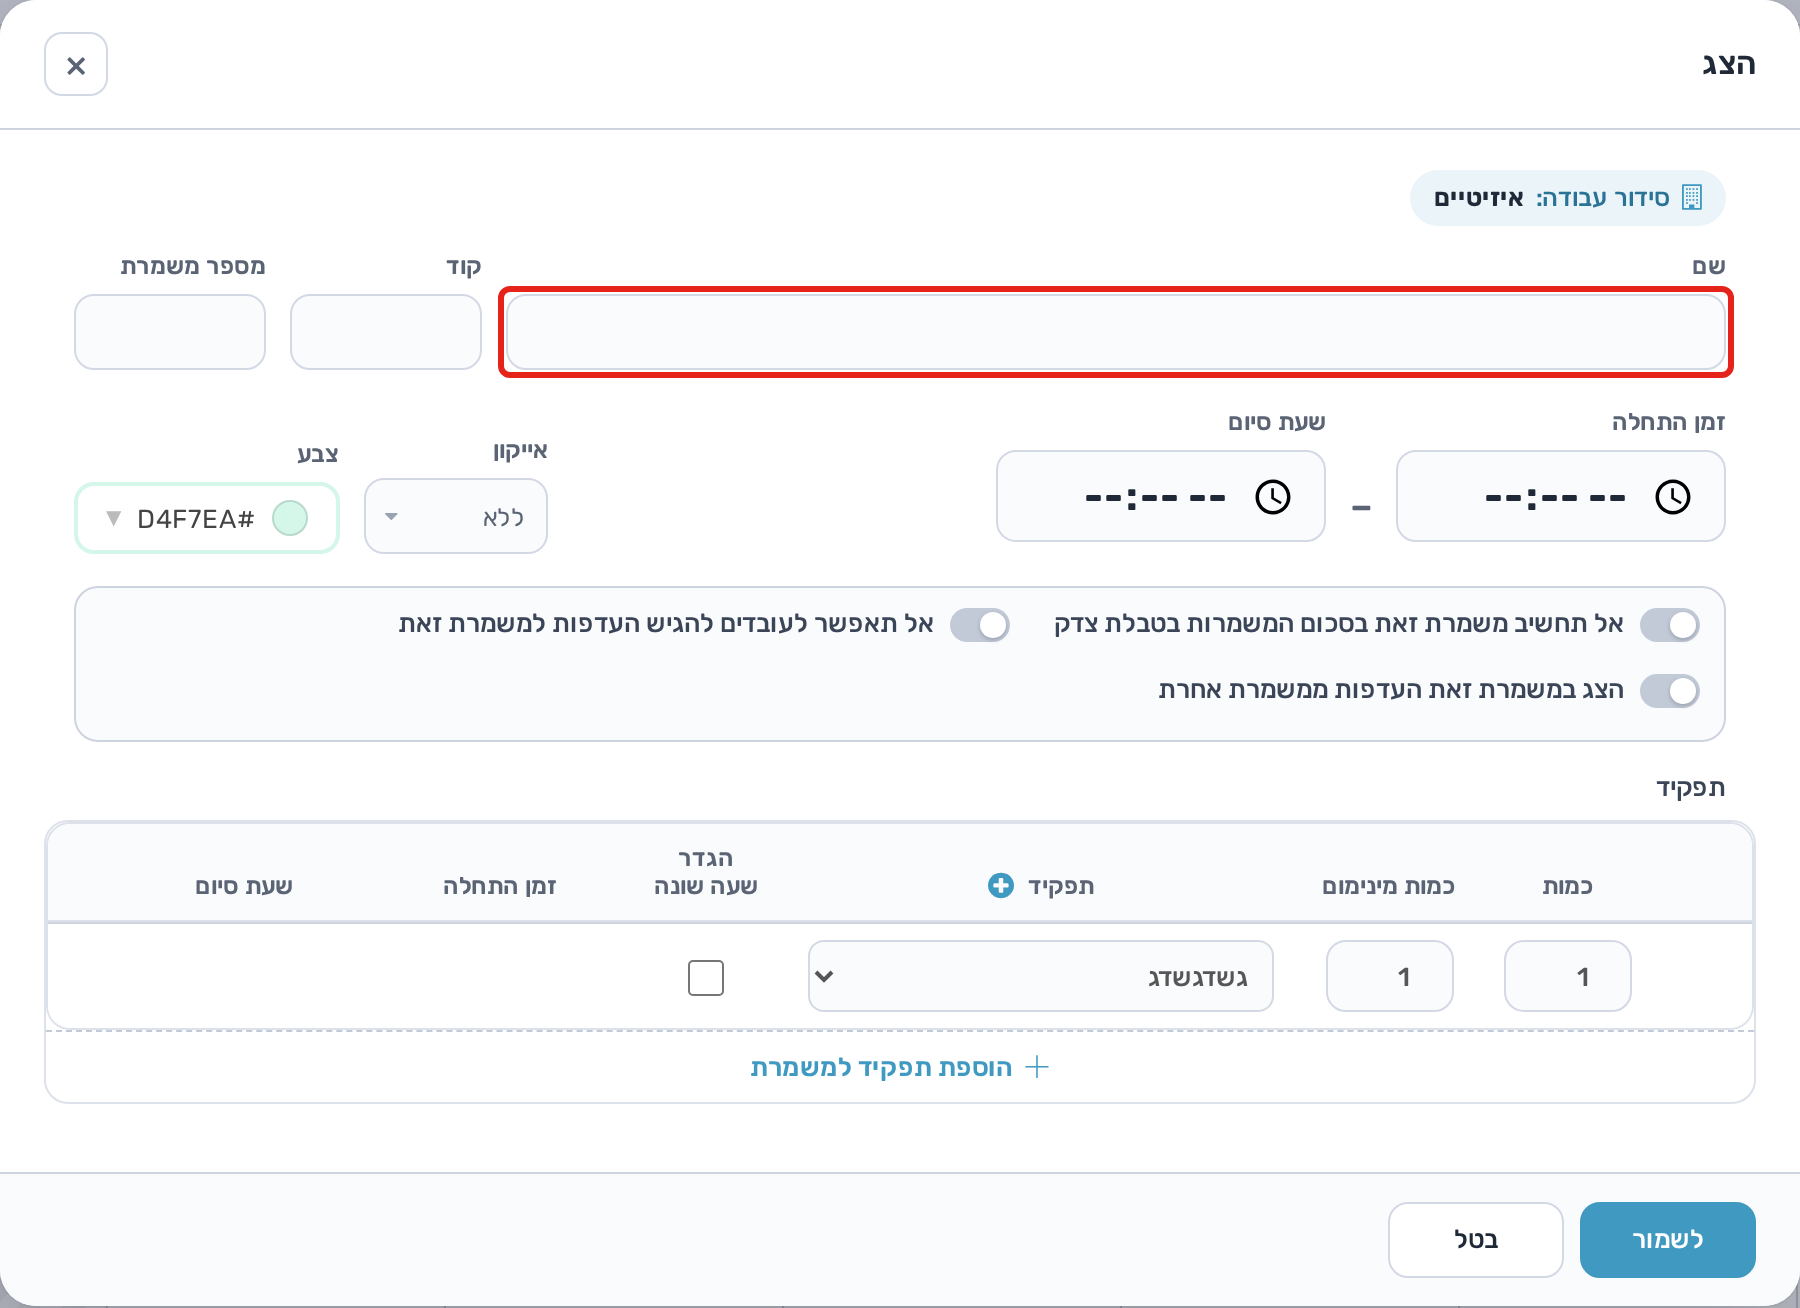 הצג
סידור עבודה: איזיטיים
שם
קוד
מספר משמרת
זמן התחלה
שעת סיום
אייקון
צבע
--:-- --
–
--:-- --
ללא
#D4F7EA
אל תחשיב משמרת זאת בסכום המשמרות בטבלת צדק
אל תאפשר לעובדים להגיש העדפות למשמרת זאת
הצג במשמרת זאת העדפות ממשמרת אחרת
תפקיד
כמות
כמות מינימום
תפקיד
הגדר
שעה שונה
זמן התחלה
שעת סיום
1
1
גשדגשדג
הוספת תפקיד למשמרת
לשמור
בטל